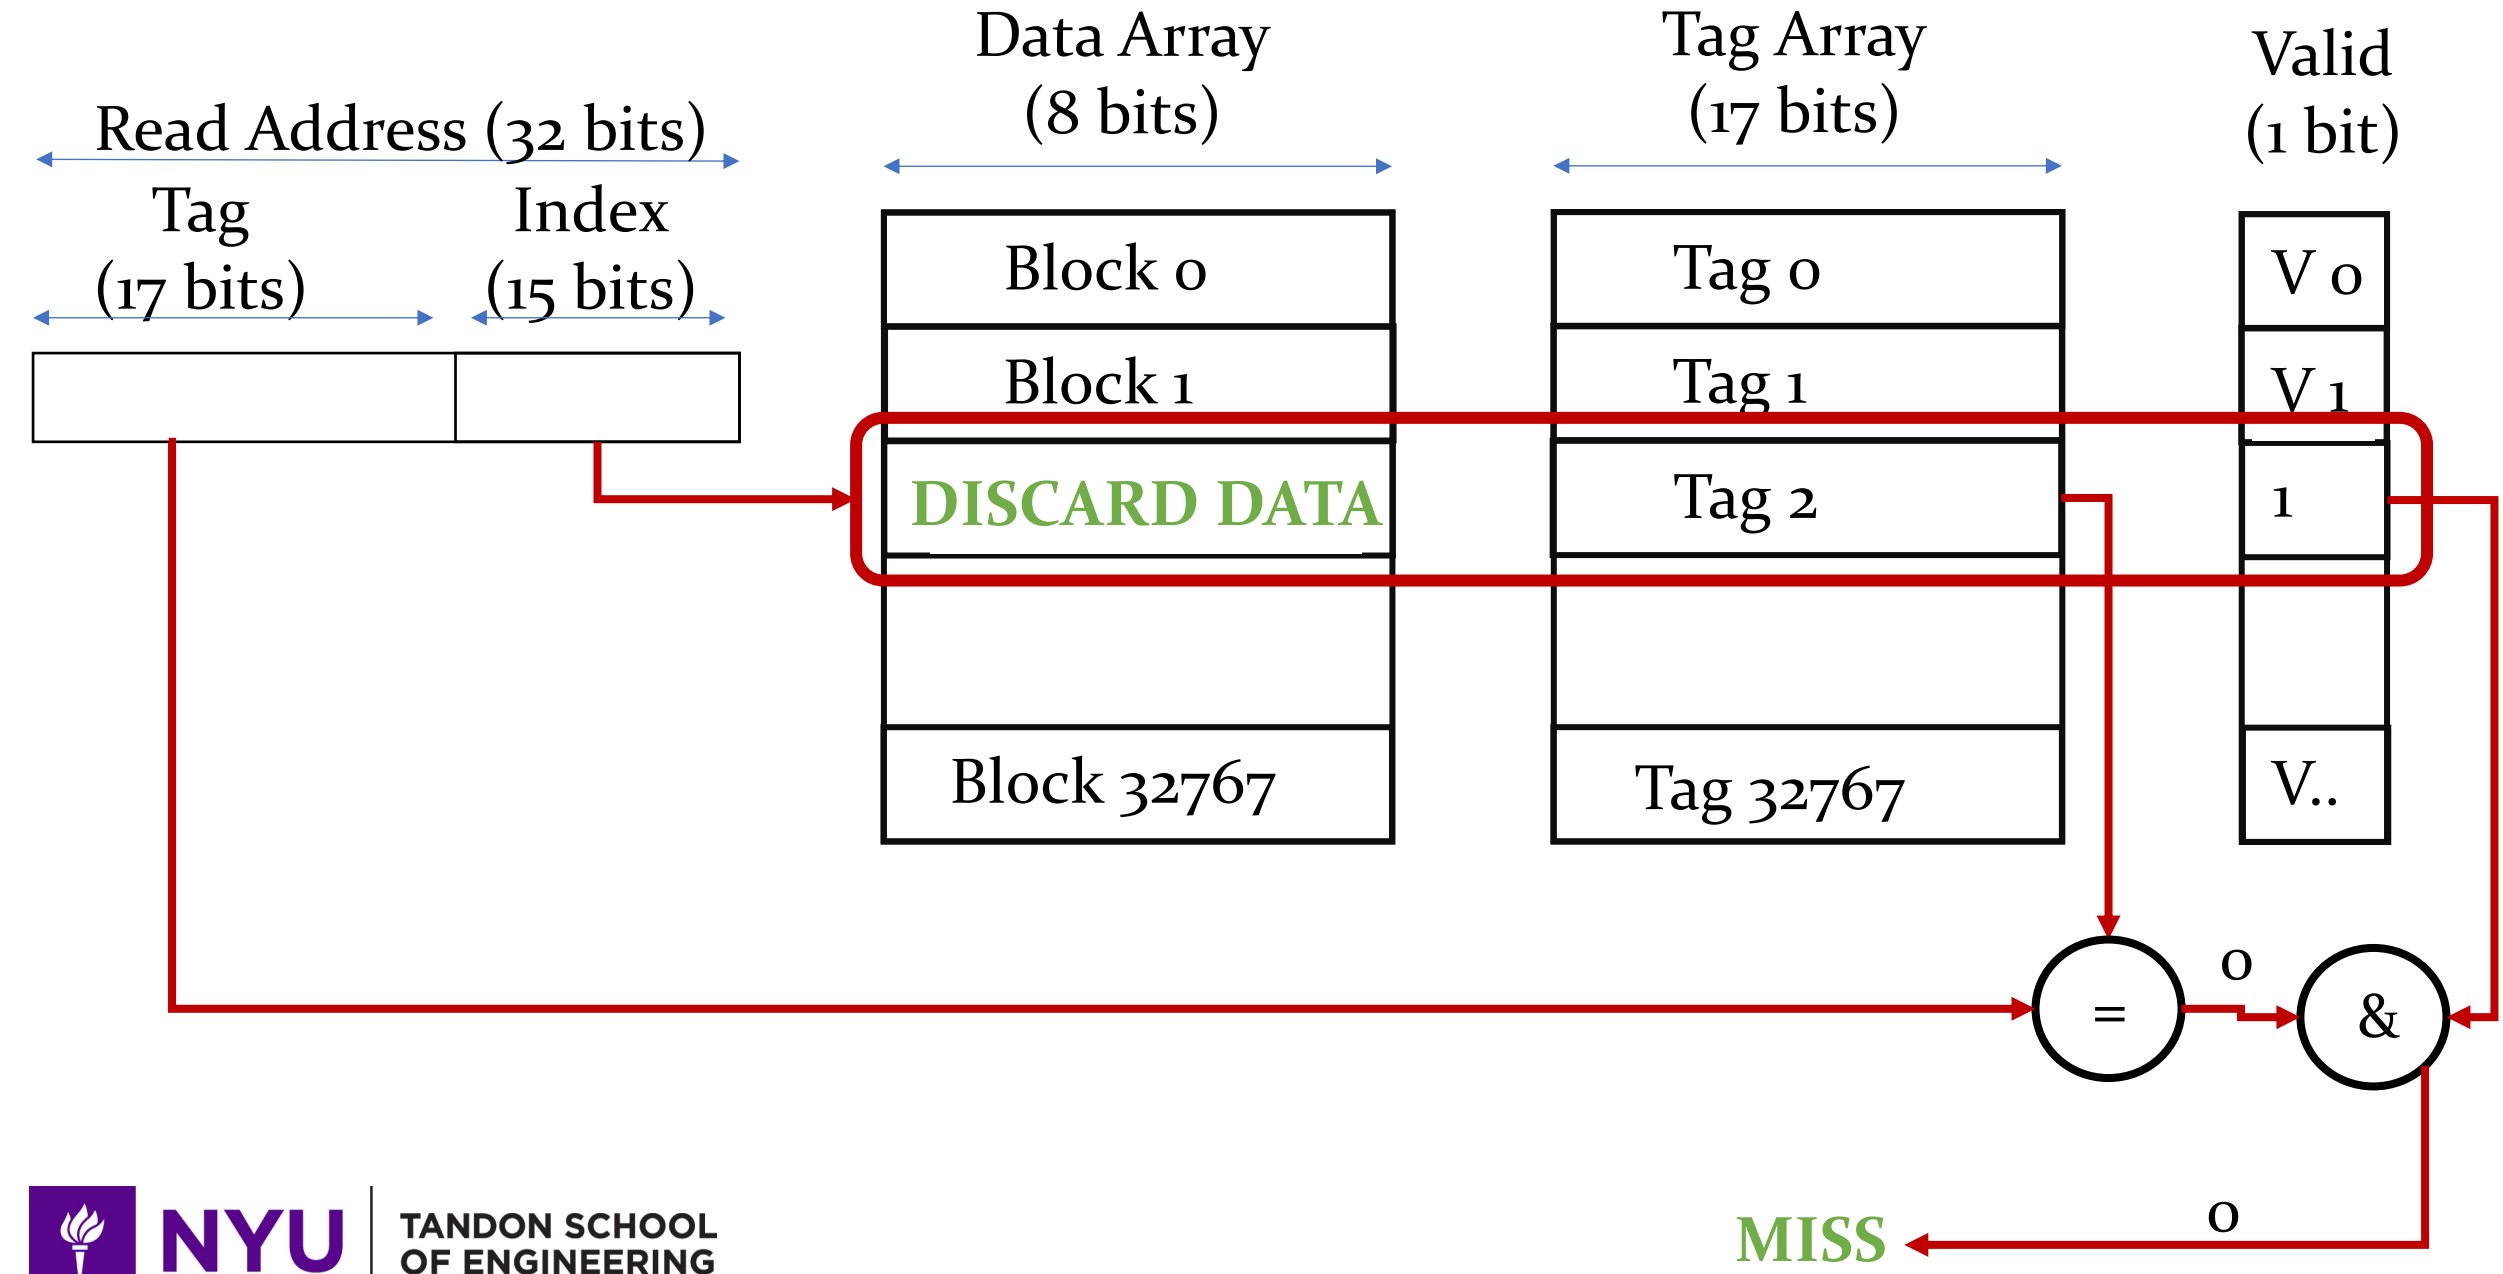 Data Array
(8 bits)
Tag Array
(17 bits)
Valid
(1 bit)
Read Address (32 bits)
Tag
(17 bits)
Index
(15 bits)
Block 0
Tag 0
V 0
Block 1
Tag 1
V 1
DISCARD DATA
Tag 2
1
Block 32767
Tag 32767
V..
=
0
&
0
MISS
NYU
TANDON SCHOOL
OF ENGINEERING